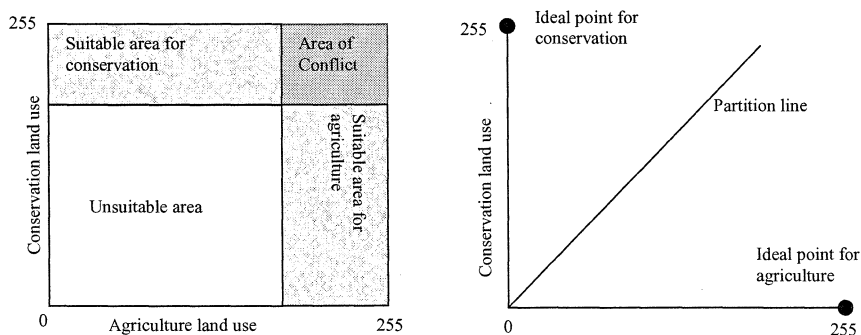 255
Suitable area for
conservation
Area of
Conflict
Suitable area for
agriculture
Unsuitable area
Conservation land use
0
Agriculture land use
255
255
Ideal point for
conservation
Partition line
Conservation land use
Ideal point for
agriculture
0
255